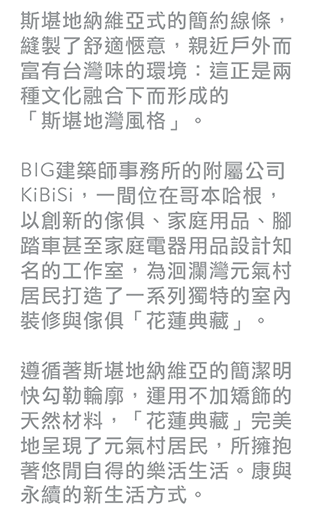 斯堪地納維亞式的簡約線條，
縫製了舒適愜意，親近戶外而
富有台灣味的環境：這正是兩
種文化融合下而形成的
「斯堪地灣風格」。

BIG建築師事務所的附屬公司
KiBiSi，一間位在哥本哈根，
以創新的傢俱、家庭用品、腳
踏車甚至家庭電器用品設計知
名的工作室，為洄瀾灣元氣村
居民打造了一系列獨特的室內
裝修與傢俱「花蓮典藏」。

遵循著斯堪地納維亞的簡潔明
快勾勒輪廓，運用不加矯飾的
天然材料，「花蓮典藏」完美
地呈現了元氣村居民，所擁抱
著悠閒自得的樂活生活。康與
永續的新生活方式。